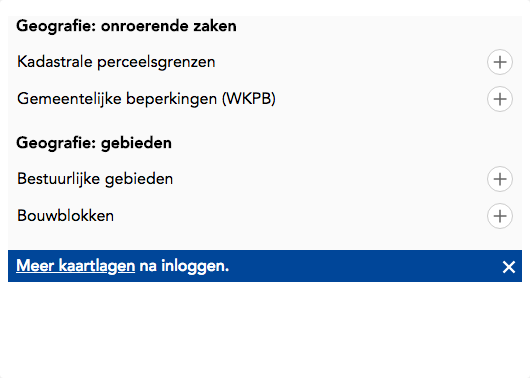 Geografie: onroerende zaken
Kadastrale perceelsgrenzen
Gemeentelijke beperkingen (WKPB)
Geografie: gebieden
Bestuurlijke gebieden
Bouwblokken
Meer kaartlagen na inloggen.